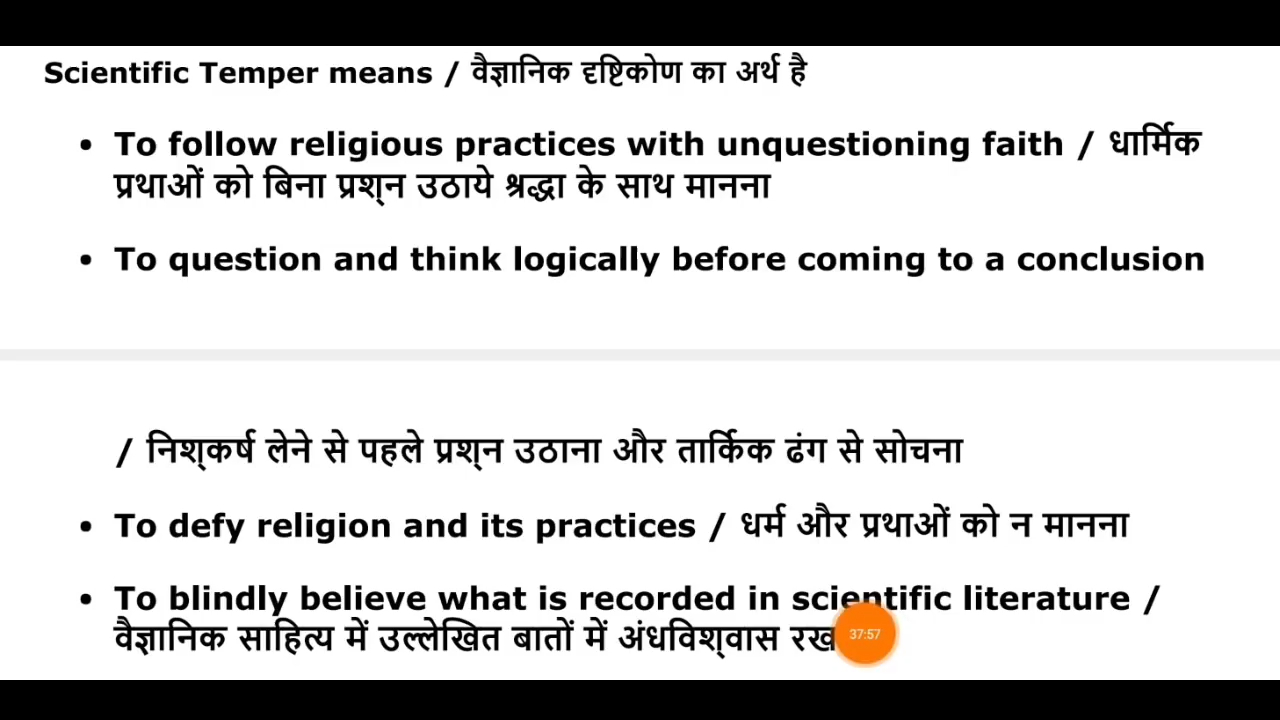 Scientific Temper means / वैज्ञानिक दृष्टिकोण का अर्थ है
• To follow religious practices with unquestioning faith / धार्मिक
प्रथाओं को बिना प्रश्न उठाये श्रद्धा के साथ मानना
• To question and think logically before coming to a conclusion
/ निश्कर्ष लेने से पहले प्रश्न उठाना और तार्किक ढंग से सोचना
• To defy religion and its practices / धर्म और प्रथाओं को न मानना
• To blindly believe what is recorded in scientific literature /
वैज्ञानिक साहित्य में उल्लेखित बातों में अंधविश्वास
37:57